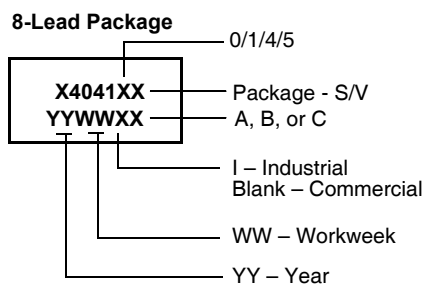 8-Lead Package
0/1/4/5
X4041XX
Package - S/V
YYWWXX
A, B, or C
I – Industrial
Blank – Commercial
WW – Workweek
YY – Year